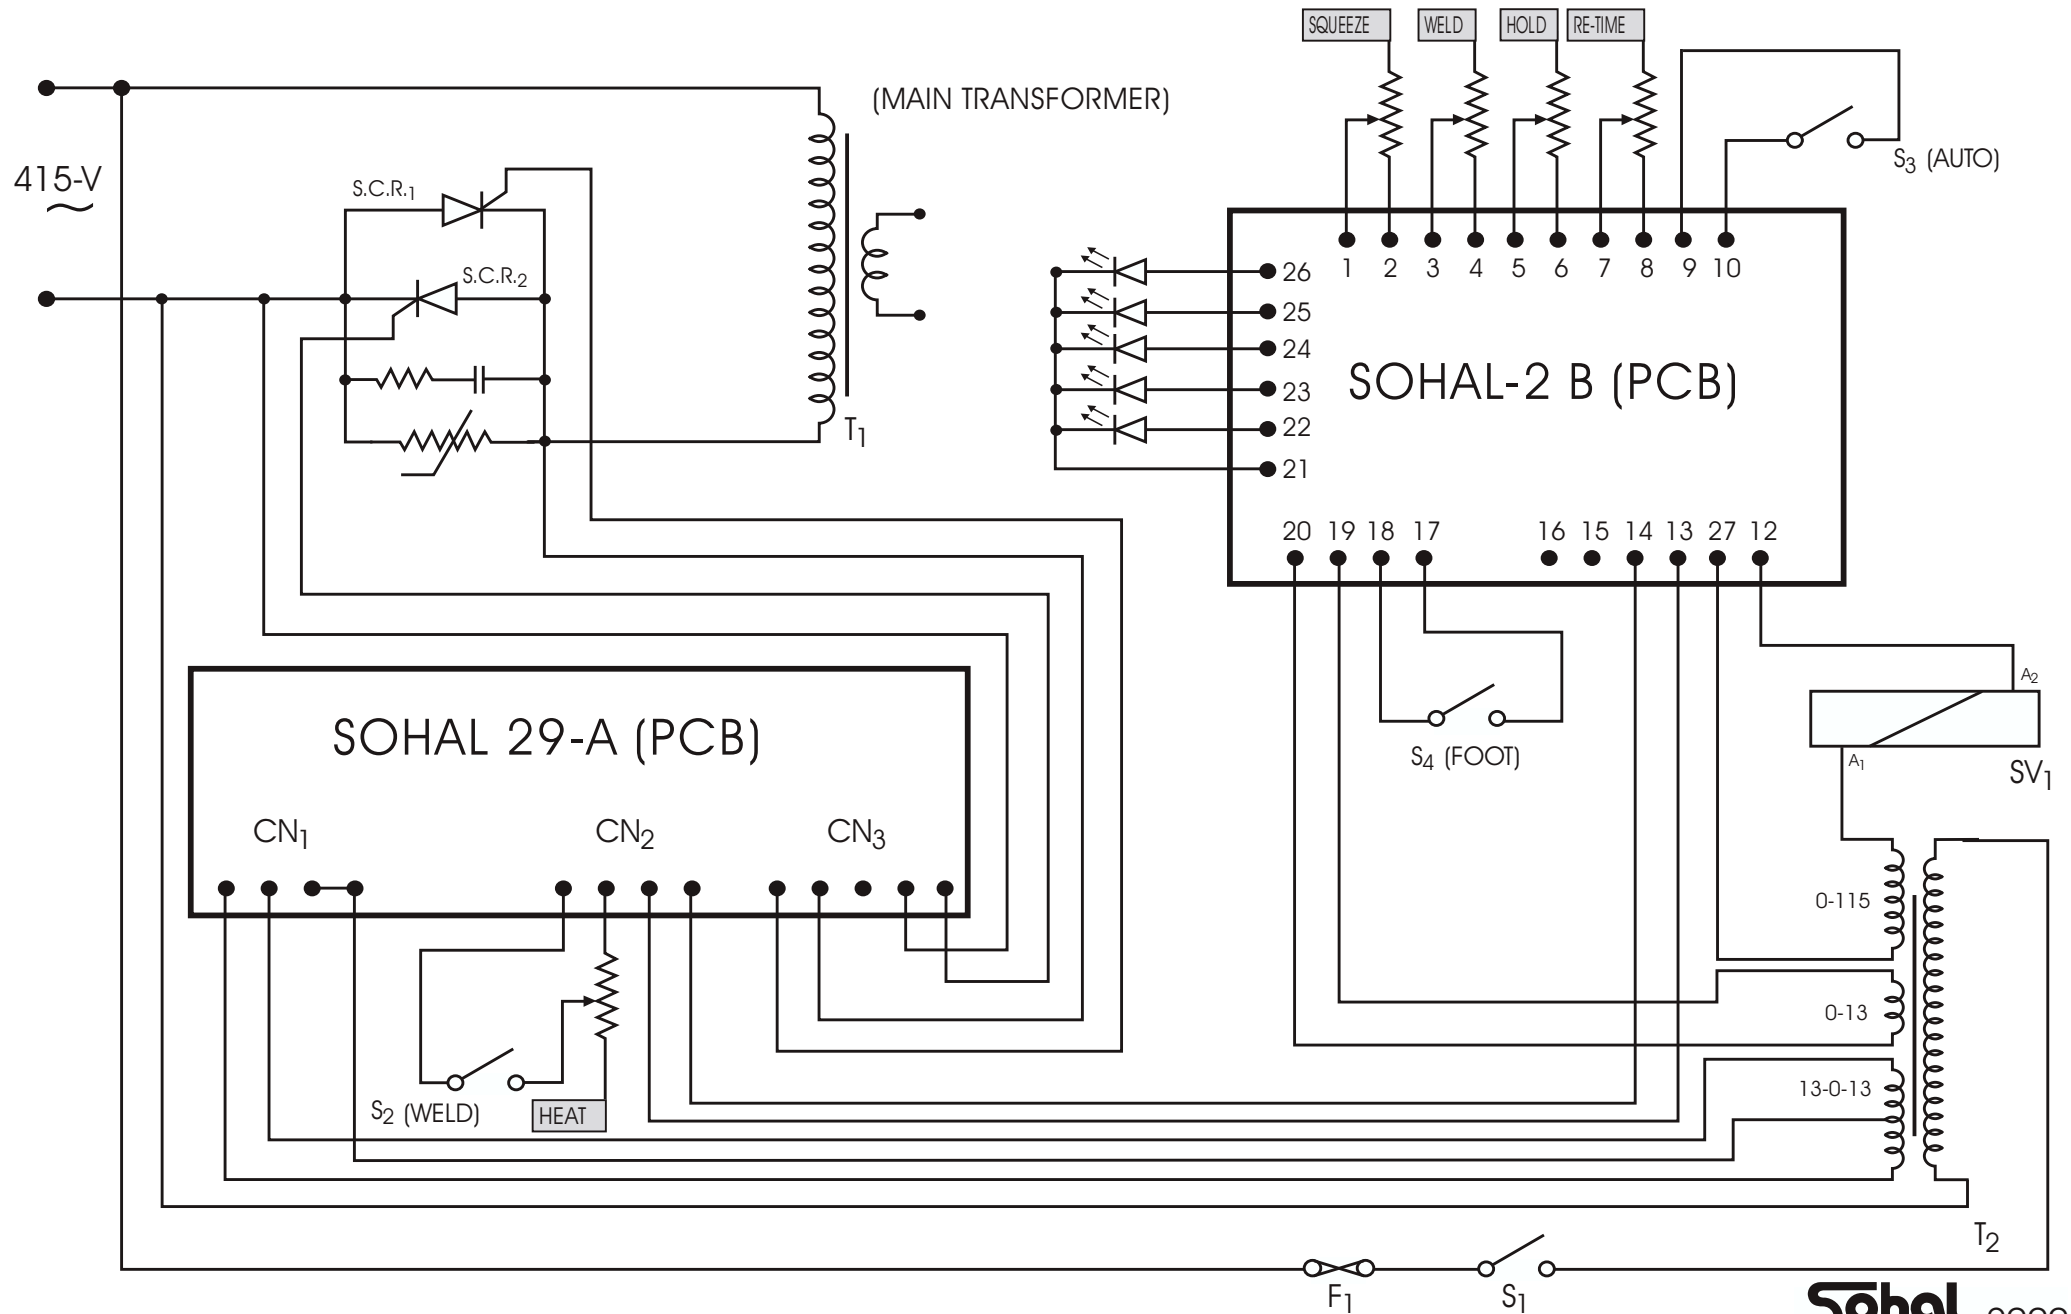 SQUEEZE WELD HOLD RE-TIME
(MAIN TRANSFORMER)
415-V
S.C.R.1
S3 (AUTO)
1 2 3 4 5 6 7 8 9 10
S.C.R.2
26
25
24
23
22
21
SOHAL-2 B (PCB)
T1
20 19 18 17 16 15 14 13 27 12
A2
SOHAL 29-A (PCB)
S4 (FOOT)
A1
SV1
CN1 CN2 CN3
0-115
0-13
13-0-13
S2 (WELD)
HEAT
T2
F1
S1
Sohal